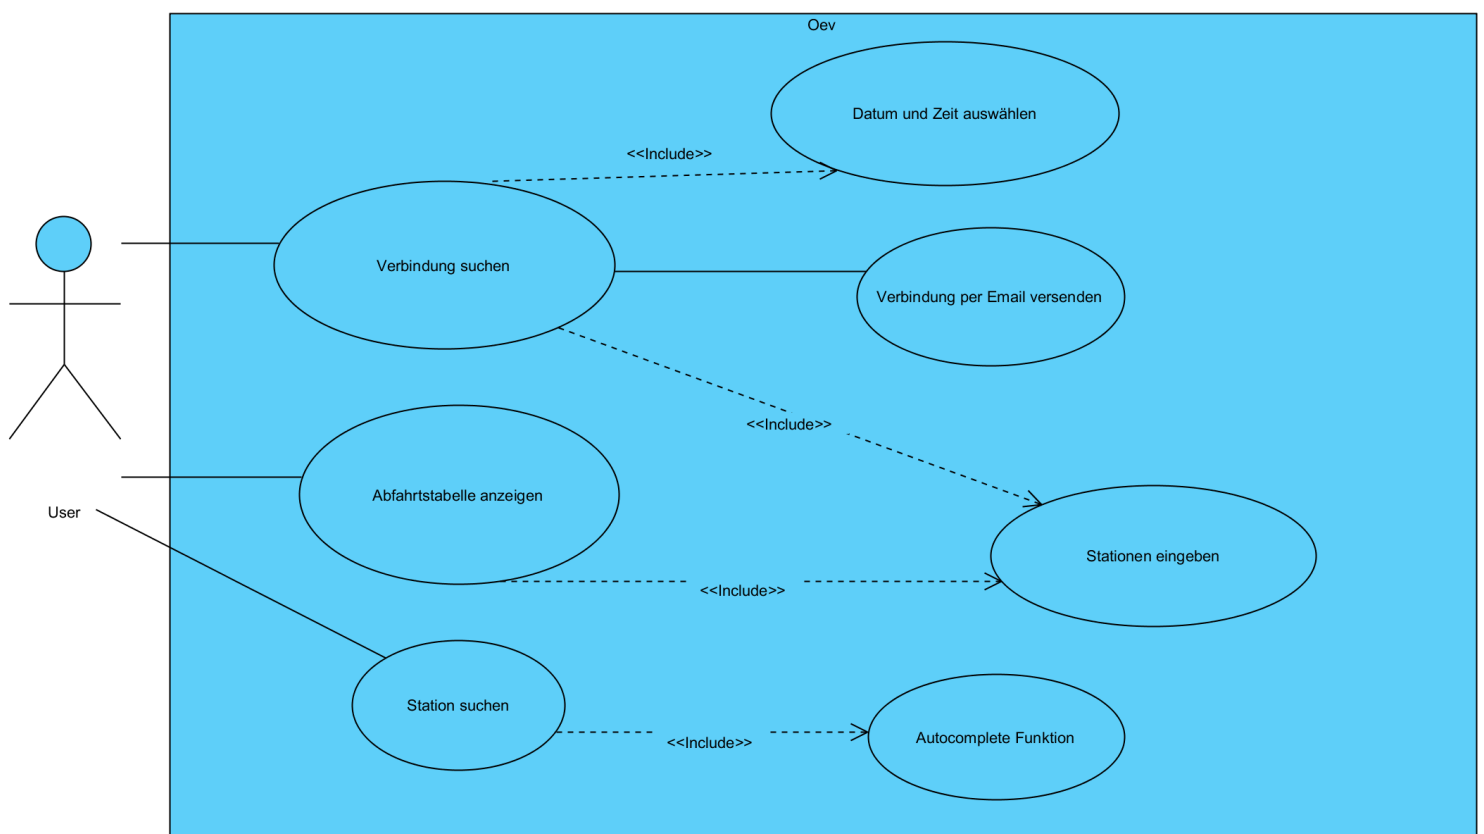 Oev
Datum und Zeit auswählen
<<Include>>
Verbindung suchen
Verbindung per Email versenden
<<Include>>
Abfahrtstabelle anzeigen
User
Stationen eingeben
<<Include>>
Station suchen
<<Include>>
Autocomplete Funktion